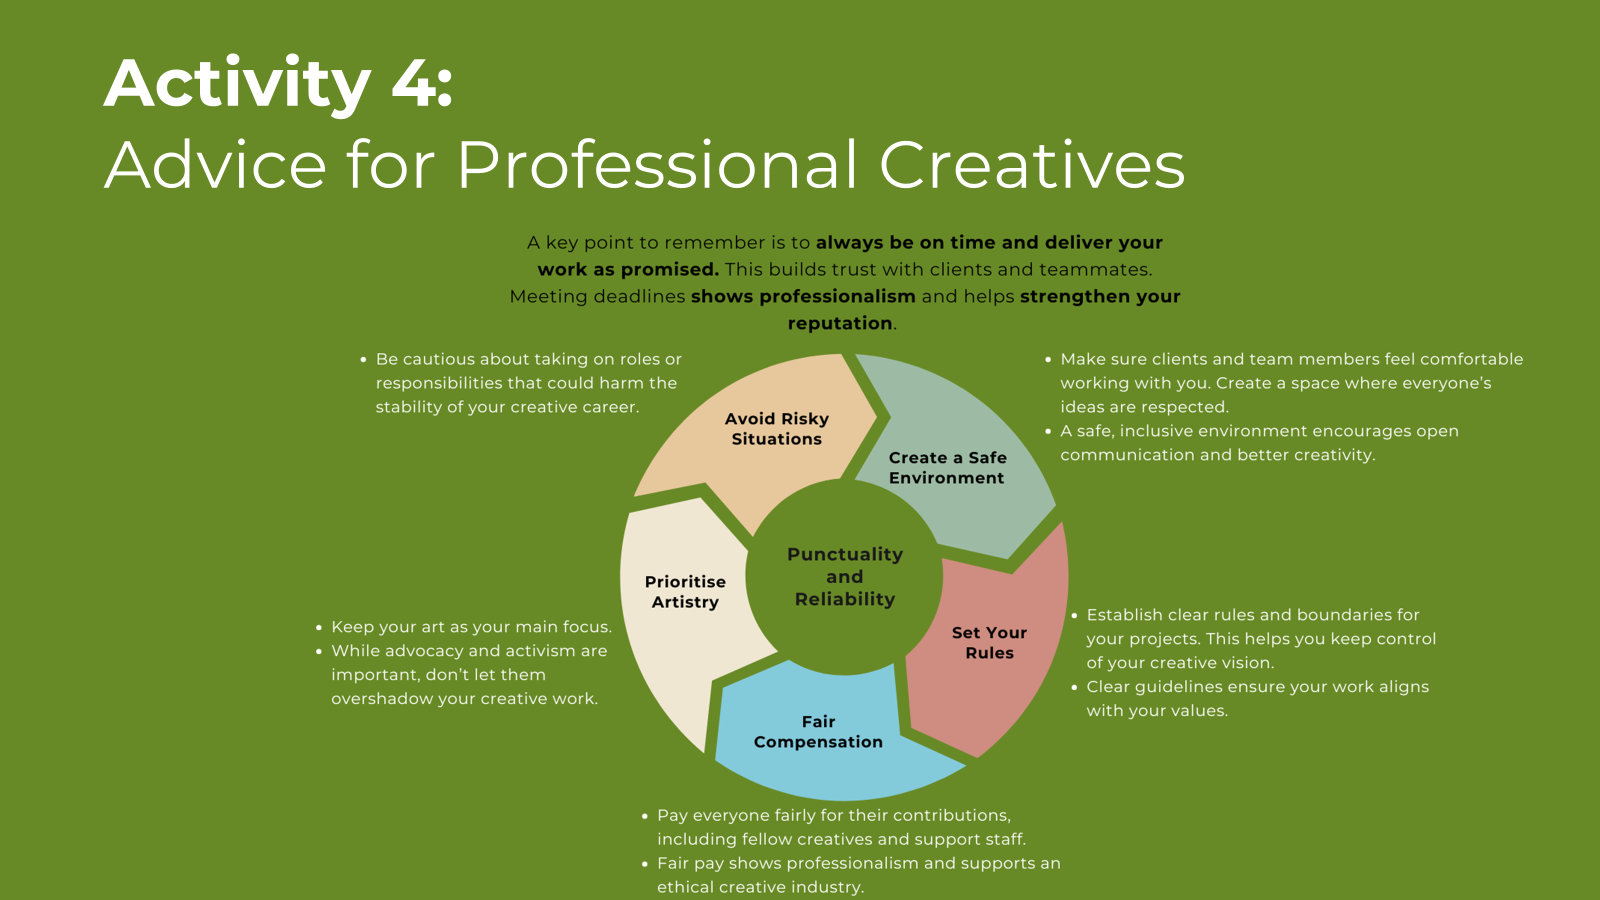 Activity 4:
Advice for Professional Creatives
A key point to remember is to always be on time and deliver your
work as promised. This builds trust with clients and teammates.
Meeting deadlines shows professionalism and helps strengthen your
reputation.
• Be cautious about taking on roles or
responsibilities that could harm the
stability of your creative career.
Avoid Risky
Situations
• Make sure clients and team members feel comfortable
working with you. Create a space where everyone’s
ideas are respected.
• A safe, inclusive environment encourages open
communication and better creativity.
Create a Safe
Environment
Punctuality
and
Reliability
Prioritise
Artistry
• Keep your art as your main focus.
• While advocacy and activism are
important, don’t let them
overshadow your creative work.
Set Your
Rules
• Establish clear rules and boundaries for
your projects. This helps you keep control
of your creative vision.
• Clear guidelines ensure your work aligns
with your values.
Fair
Compensation
• Pay everyone fairly for their contributions,
including fellow creatives and support staff.
• Fair pay shows professionalism and supports an
ethical creative industry.